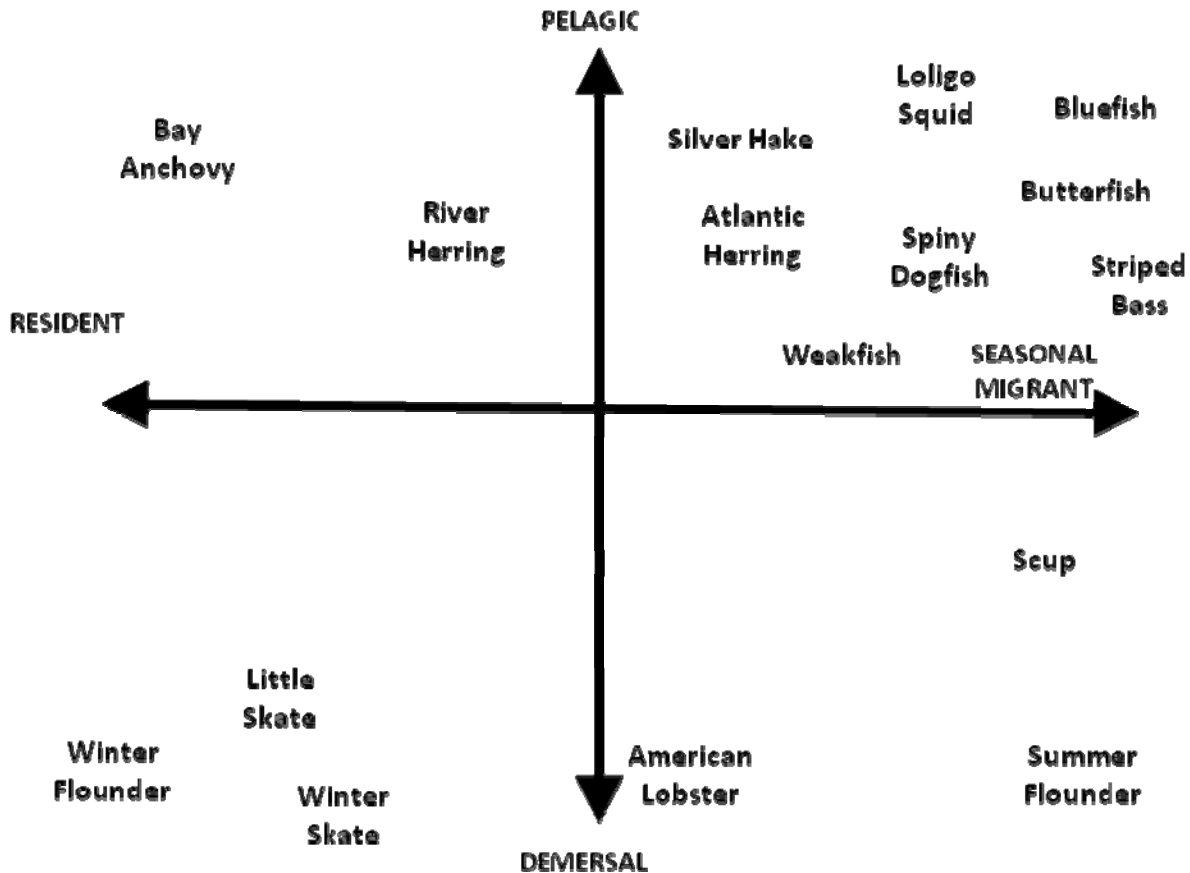 PELAGIC
Loligo
Squid
Bluefish
Bay
Anchovy
Silver Hake
Butterfish
River
Herring
Atlantic
Herring
Spiny
Dogfish
Striped
Bass
RESIDENT
Weakfish
SEASONAL
MIGRANT
Scup
Little
Skate
Winter
Flounder
Winter
Skate
American
Lobster
Summer
Flounder
DEMERSAL